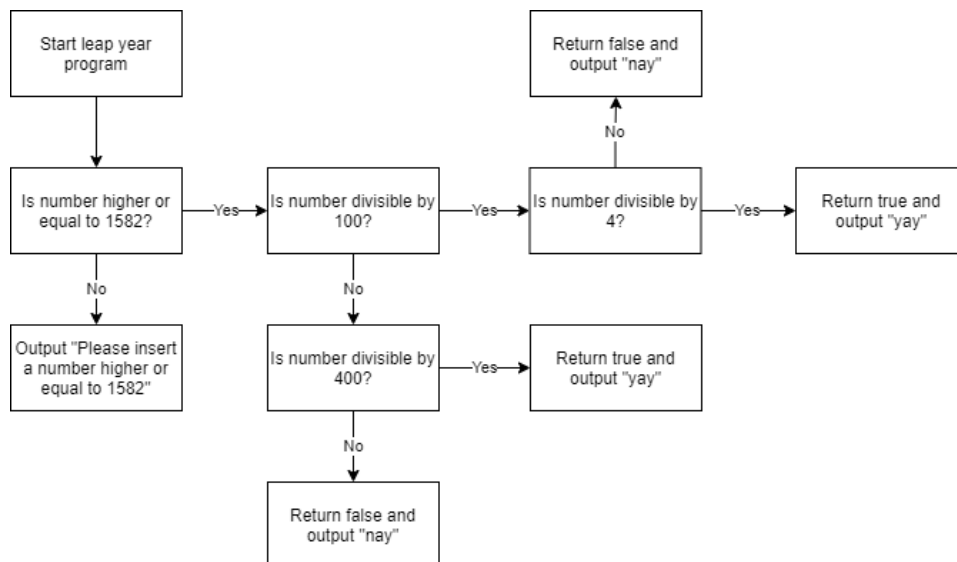 Start leap year
program
Return false and
output "nay"
No
Is number higher or
equal to 1582?
Yes
Is number divisible by
100?
Yes
Is number divisible by
4?
Yes
Return true and
output "yay"
No
No
Output "Please insert
a number higher or
equal to 1582"
Is number divisible by
400?
Yes
Return true and
output "yay"
No
Return false and
output "nay"